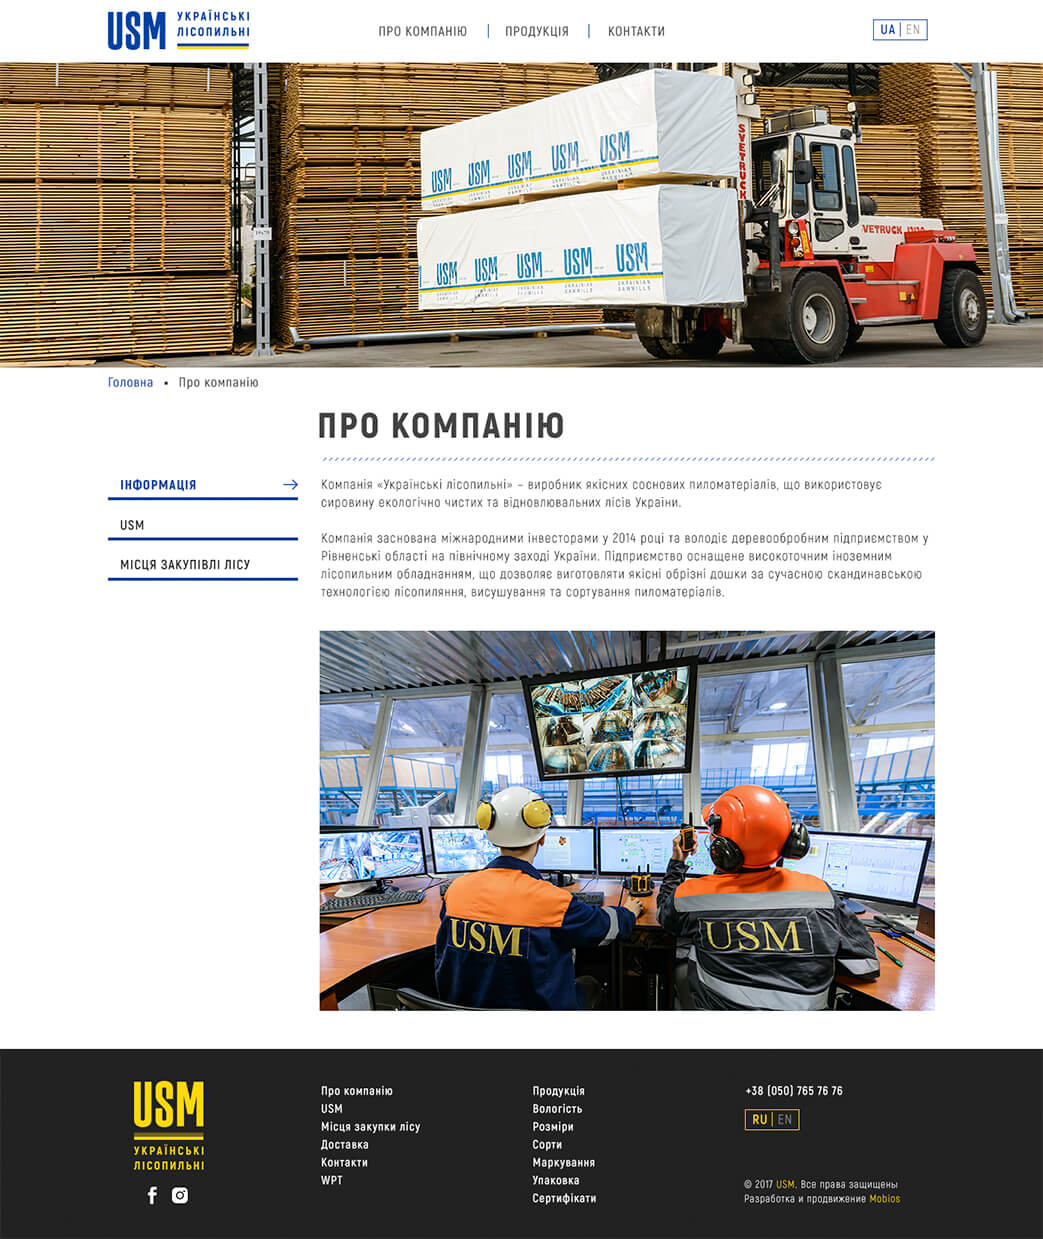 USM
УКРАЇНСЬКІ
ЛІСОПИЛЬНІ
ПРО КОМПАНІЮ | ПРОДУКЦІЯ | КОНТАКТИ
UA | EN
USM USM USM USM USM
USM USM USM USM USM
UKRAINIAN
SAWMILLS
SVETRUCK
VETRUCK
Головна • Про компанію
ПРО КОМПАНІЮ
ІНФОРМАЦІЯ
USM
МІСЦЯ ЗАКУПІВЛІ ЛІСУ
Компанія «Українські лісопильні» – виробник якісних соснових пиломатеріалів, що використовує
сировину екологічно чистих та відновлювальних лісів України.
Компанія заснована міжнародними інвесторами у 2014 році та володіє деревообробним підприємством у
Рівненські області на північному заході України. Підприємство оснащене високоточним іноземним
лісопильним обладнанням, що дозволяє виготовляти якісні обрізні дошки за сучасною скандинавською
технологією лісопиляння, висушування та сортування пиломатеріалів.
USM
USM
USM
УКРАЇНСЬКІ
ЛІСОПИЛЬНІ
Про компанію
USM
Місця закупки лісу
Доставка
Контакти
WPT
Продукція
Вологість
Розміри
Сорти
Маркування
Упаковка
Сертифікати
+38 (050) 765 76 76
RU | EN
© 2017 USM. Все права защищены
Разработка и продвижение Mobios